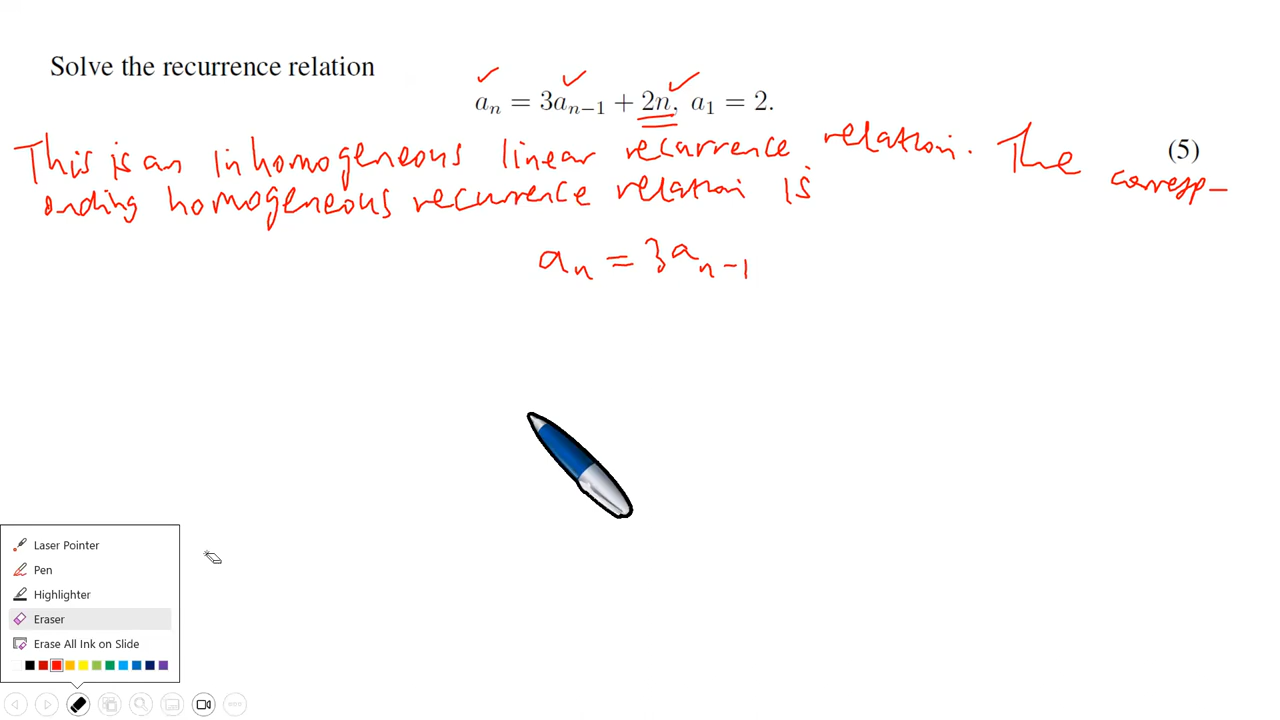 Solve the recurrence relation
aₙ = 3aₙ₋₁ + 2n, a₁ = 2.
(5)
This is an inhomogeneous linear recurrence relation. The corresp-
onding homogeneous recurrence relation is
aₙ = 3aₙ₋₁
Laser Pointer
Pen
Highlighter
Eraser
Erase All Ink on Slide